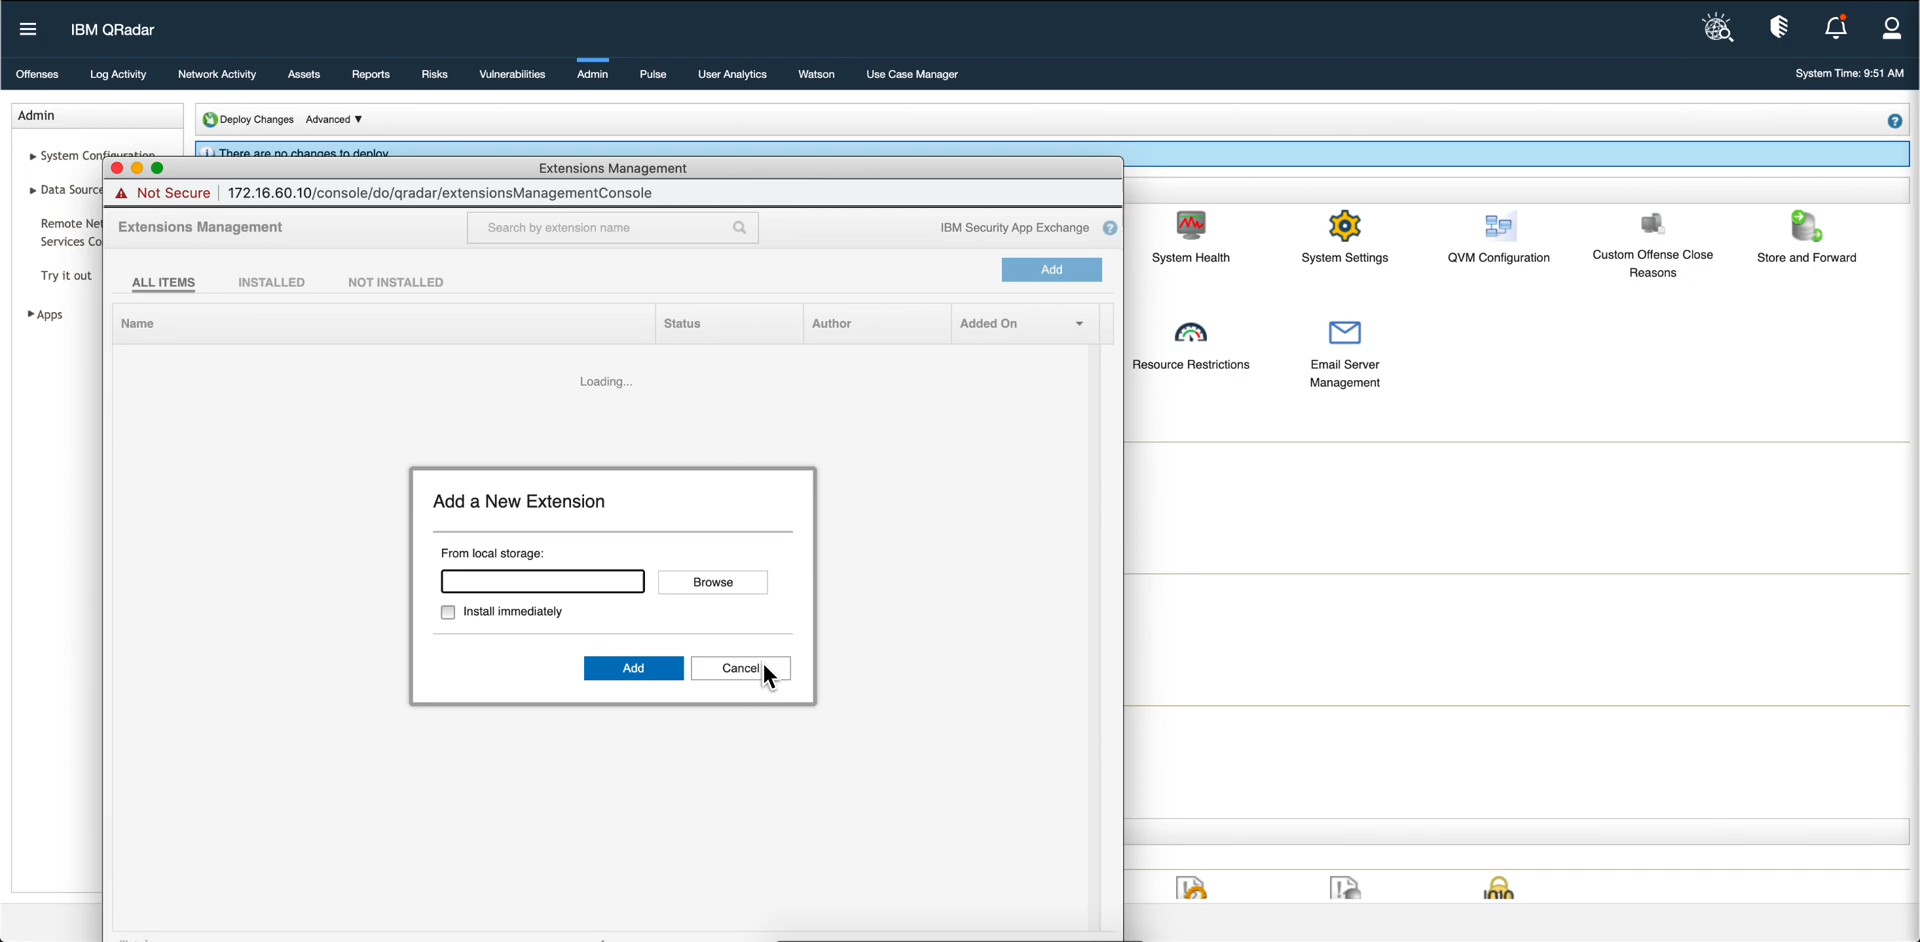 IBM QRadar
Offenses
Log Activity
Network Activity
Assets
Reports
Risks
Vulnerabilities
Admin
Pulse
User Analytics
Watson
Use Case Manager
System Time: 9:51 AM
Admin
Deploy Changes
Advanced ▼
There are no changes to deploy
System Configuration
Data Source
Remote Net
Services Co
Try it out
Apps
Extensions Management
Not Secure
172.16.60.10/console/do/qradar/extensionsManagementConsole
Extensions Management
Search by extension name
IBM Security App Exchange
?
Add
ALL ITEMS
INSTALLED
NOT INSTALLED
Name
Status
Author
Added On
Loading...
Add a New Extension
From local storage:
Browse
Install immediately
Add
Cancel
?
System Health
System Settings
QVM Configuration
Custom Offense Close
Reasons
Store and Forward
Resource Restrictions
Email Server
Management